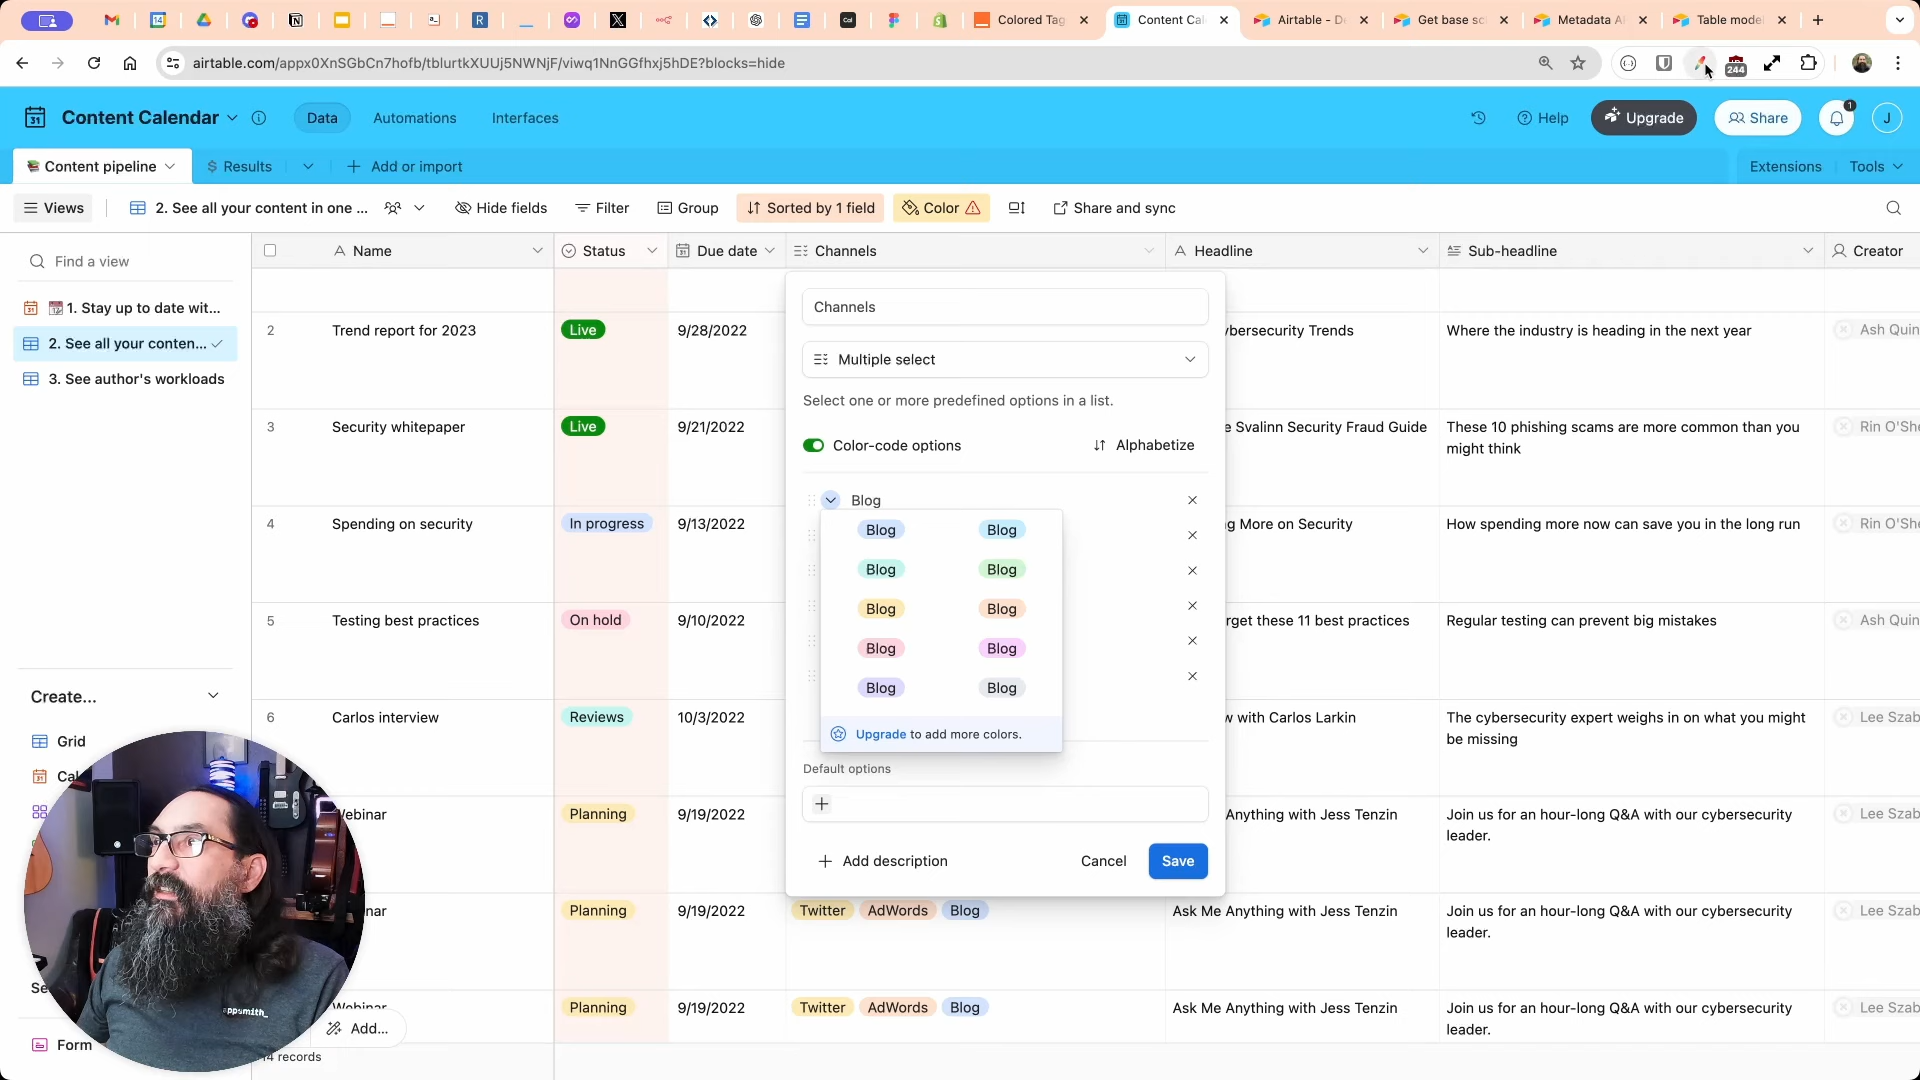 Colored Tag
Content Cal
Airtable - D
Get base sc
Metadata A
Table mode
airtable.com/appx0XnSGbCn7hofb/tblurtkXUUj5NWNjF/viwq1NnGGfhxj5hDE?blocks=hide
244
31
Content Calendar
Data
Automations
Interfaces
Help
Upgrade
Share
1
J
Content pipeline
Results
Add or import
Extensions
Tools
Views
2. See all your content in one ...
Hide fields
Filter
Group
Sorted by 1 field
Color
Share and sync
Find a view
1. Stay up to date wit...
2. See all your conten...
3. See author's workloads
Create...
Grid
Cal
Form
Add...
14 records
Name
Status
Due date
Channels
Headline
Sub-headline
Creator
2
Trend report for 2023
Live
9/28/2022
ybersecurity Trends
Where the industry is heading in the next year
Ash Quin
3
Security whitepaper
Live
9/21/2022
e Svalinn Security Fraud Guide
These 10 phishing scams are more common than you
might think
Rin O'She
4
Spending on security
In progress
9/13/2022
g More on Security
How spending more now can save you in the long run
Rin O'She
5
Testing best practices
On hold
9/10/2022
rget these 11 best practices
Regular testing can prevent big mistakes
Ash Quin
6
Carlos interview
Reviews
10/3/2022
w with Carlos Larkin
The cybersecurity expert weighs in on what you might
be missing
Lee Szab
Webinar
Planning
9/19/2022
Anything with Jess Tenzin
Join us for an hour-long Q&A with our cybersecurity
leader.
Lee Szab
nar
Planning
9/19/2022
Twitter
AdWords
Blog
Ask Me Anything with Jess Tenzin
Join us for an hour-long Q&A with our cybersecurity
leader.
Lee Szab
Webinar
Planning
9/19/2022
Twitter
AdWords
Blog
Ask Me Anything with Jess Tenzin
Join us for an hour-long Q&A with our cybersecurity
leader.
Lee Szab
Channels
Multiple select
Select one or more predefined options in a list.
Color-code options
Alphabetize
Blog
Blog
Blog
Blog
Blog
Blog
Blog
Blog
Blog
Blog
Blog
Upgrade to add more colors.
Default options
Add description
Cancel
Save
appsmith_